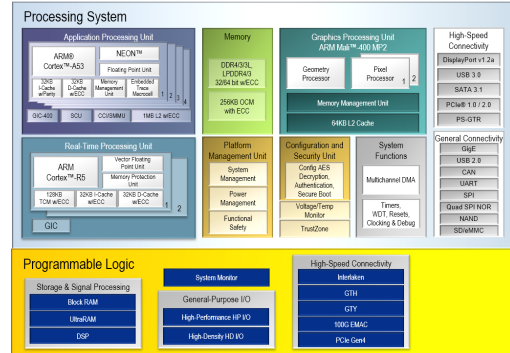 Processing System
Application Processing Unit
ARM®
Cortex™-A53
NEON™
Floating Point Unit
32KB
I-Cache
w/Parity
32KB
D-Cache
w/ECC
Memory
Management
Unit
Embedded
Trace
Macrocell
1
2
3
4
GIC-400
SCU
CCI/SMMU
1MB L2 w/ECC
Memory
DDR4/3/3L,
LPDDR4/3
32/64 bit w/ECC
256KB OCM
with ECC
Graphics Processing Unit
ARM Mali™-400 MP2
Geometry
Processor
Pixel
Processor
1
2
Memory Management Unit
64KB L2 Cache
High-Speed
Connectivity
DisplayPort v1.2a
USB 3.0
SATA 3.1
PCIe® 1.0 / 2.0
PS-GTR
Real-Time Processing Unit
ARM
Cortex™-R5
Vector Floating
Point Unit
Memory Protection
Unit
128KB
TCM w/ECC
32KB I-Cache
w/ECC
32KB D-Cache
w/ECC
1
2
GIC
Platform
Management Unit
System
Management
Power
Management
Functional
Safety
Configuration and
Security Unit
Config AES
Decryption,
Authentication,
Secure Boot
Voltage/Temp
Monitor
TrustZone
System
Functions
Multichannel DMA
Timers,
WDT, Resets,
Clocking & Debug
General Connectivity
GigE
USB 2.0
CAN
UART
SPI
Quad SPI NOR
NAND
SD/eMMC
Programmable Logic
Storage & Signal Processing
Block RAM
UltraRAM
DSP
System Monitor
General-Purpose I/O
High-Performance HP I/O
High-Density HD I/O
High-Speed Connectivity
Interlaken
GTH
GTY
100G EMAC
PCIe Gen4